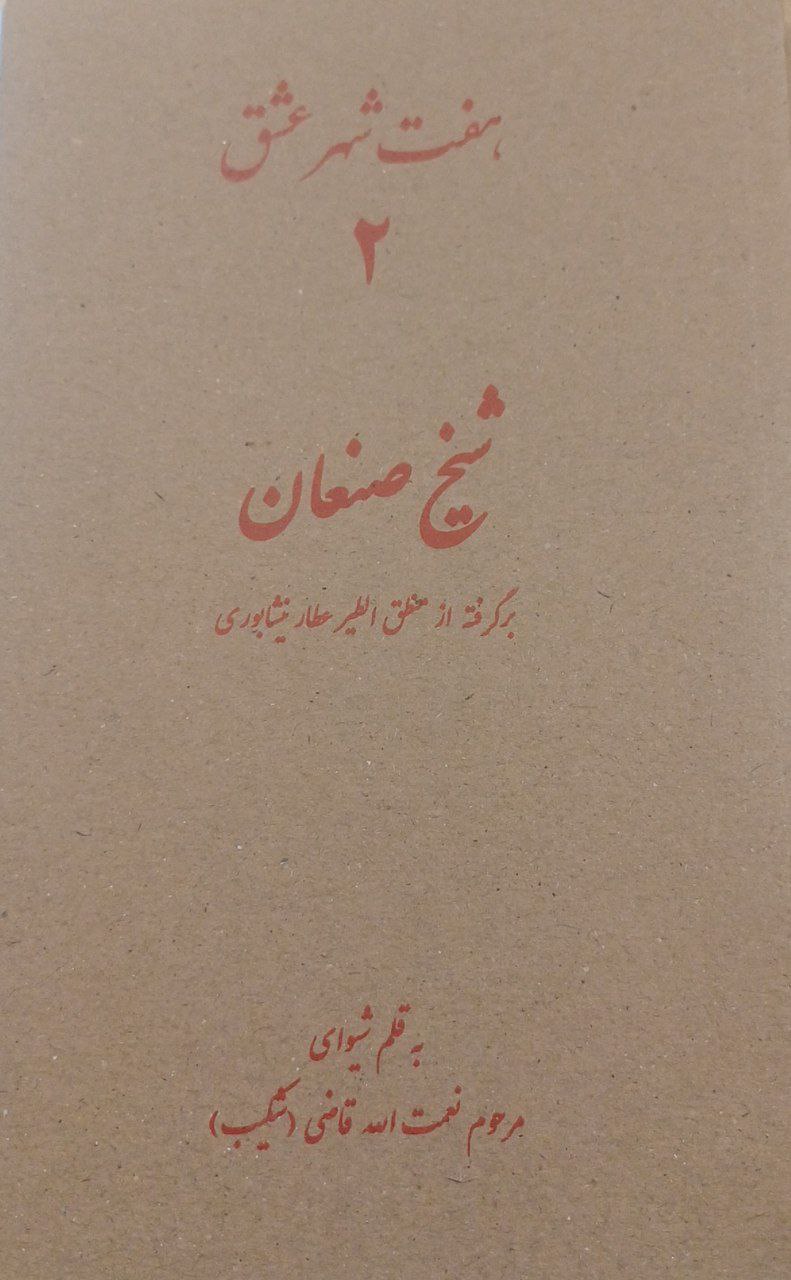 هفت شهر عشق
۲
شیخ صنعان
برگرفته از منطق الطیر عطار نیشابوری
به قلم شیوای
مرحوم نعمت الله قاضی (شکیب)